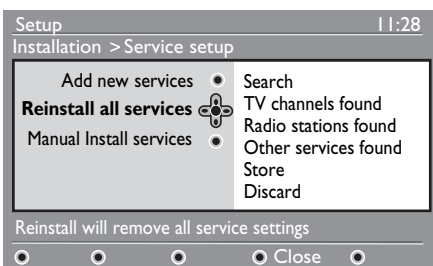 Setup 11:28
Installation > Service setup
Add new services
Reinstall all services
Manual Install services
Search
TV channels found
Radio stations found
Other services found
Store
Discard
Reinstall will remove all service settings
Close